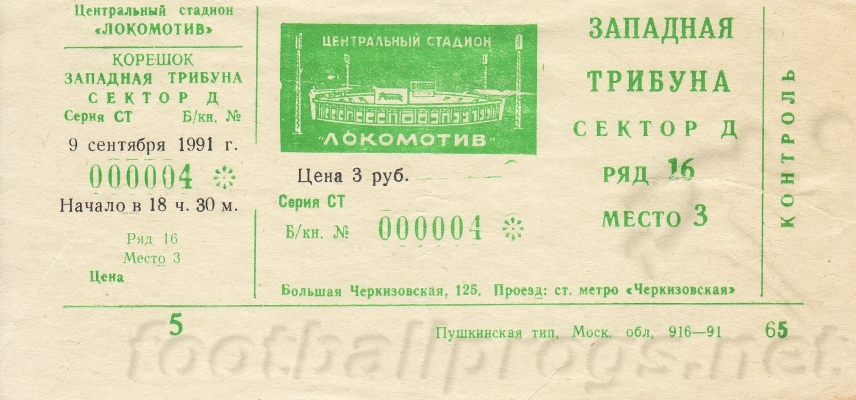 Центральный стадион
«ЛОКОМОТИВ»
КОРЕШОК
ЗАПАДНАЯ ТРИБУНА
СЕКТОР Д
Серия СТ Б/кн. №
9 сентября 1991 г.
000004
Начало в 18 ч. 30 м.
Ряд 16
Место 3
Цена
5
ЦЕНТРАЛЬНЫЙ СТАДИОН
"ЛОКОМОТИВ"
Цена 3 руб.
Серия СТ
Б/кн. № 000004
Большая Черкизовская, 125. Проезд: ст. метро «Черкизовская»
Пушкинская тип, Моск. обл, 916—91
65
ЗАПАДНАЯ
ТРИБУНА
СЕКТОР Д
РЯД 16
МЕСТО 3
КОНТРОЛЬ